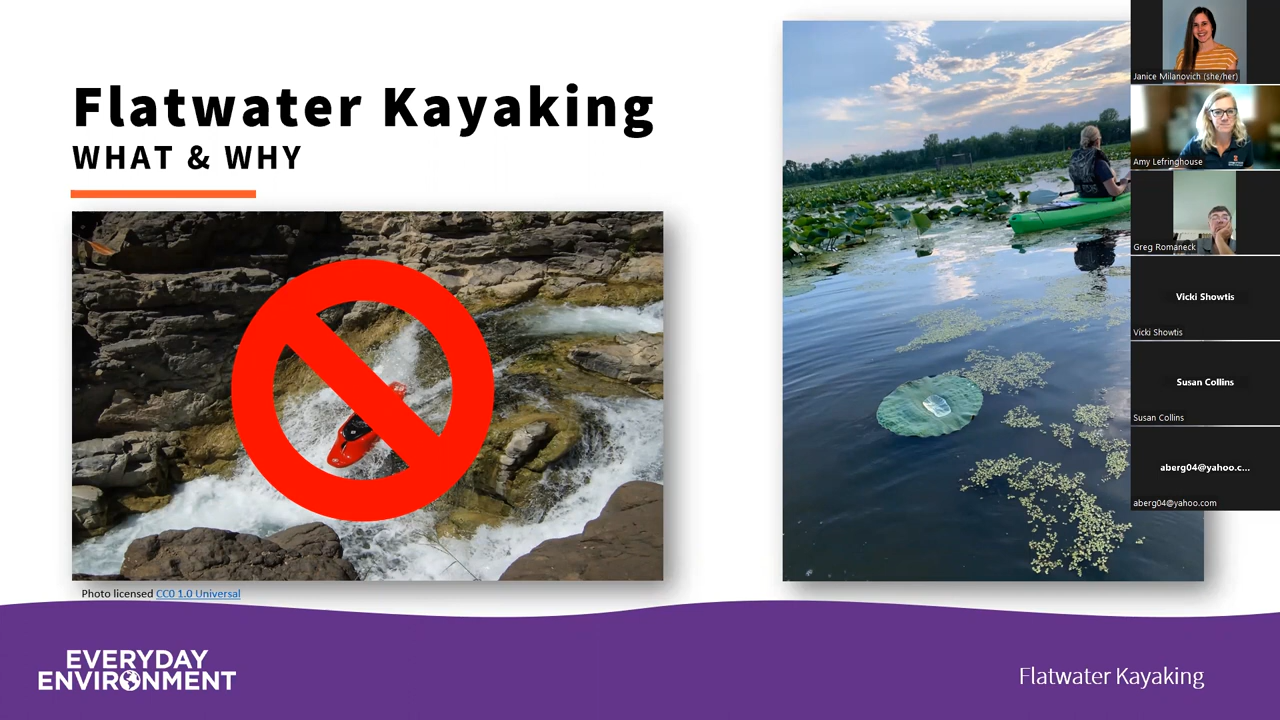 Flatwater Kayaking
WHAT & WHY
Photo licensed CC0 1.0 Universal
EVERYDAY
ENVIRONMENT
Flatwater Kayaking
Janice Milanovich (she/her)
Amy Lefringhouse
Greg Romaneck
Vicki Showtis
Vicki Showtis
Susan Collins
Susan Collins
aberg04@yahoo.c...
aberg04@yahoo.com